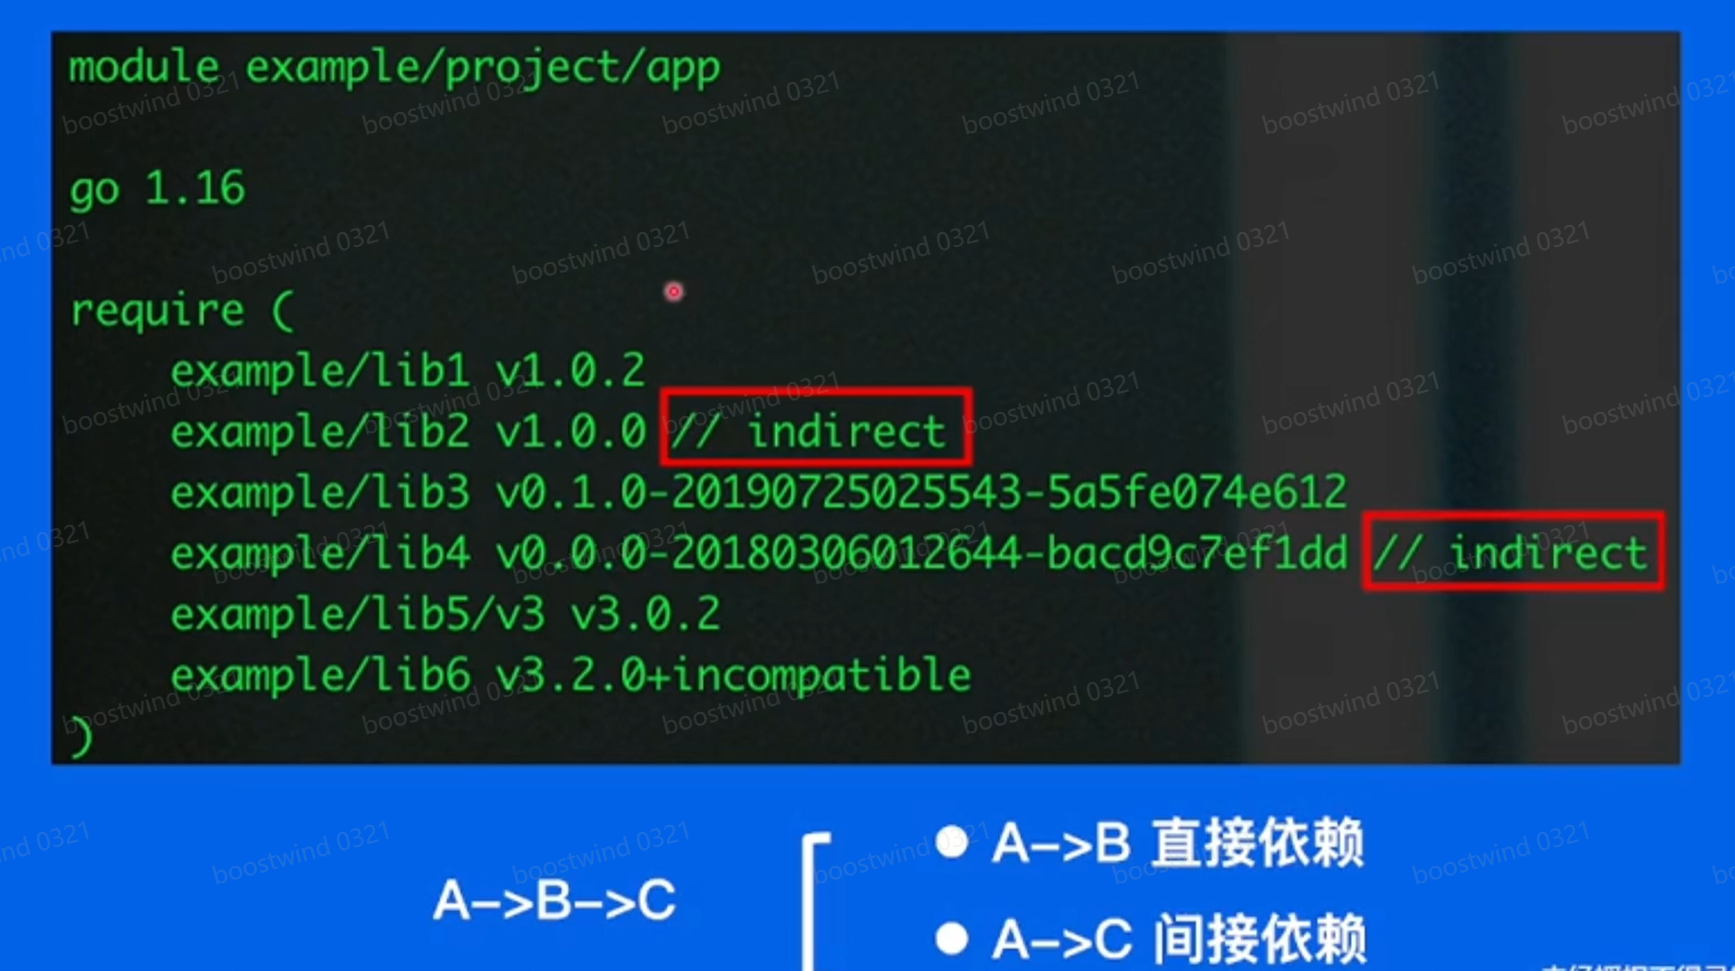 module example/project/app
go 1.16
require (
example/lib1 v1.0.2
example/lib2 v1.0.0 // indirect
example/lib3 v0.1.0-20190725025543-5a5fe074e612
example/lib4 v0.0.0-20180306012644-bacd9c7ef1dd // indirect
example/lib5/v3 v3.0.2
example/lib6 v3.2.0+incompatible
)
A->B->C
A->B 直接依赖
A->C 间接依赖
boostwind 0321